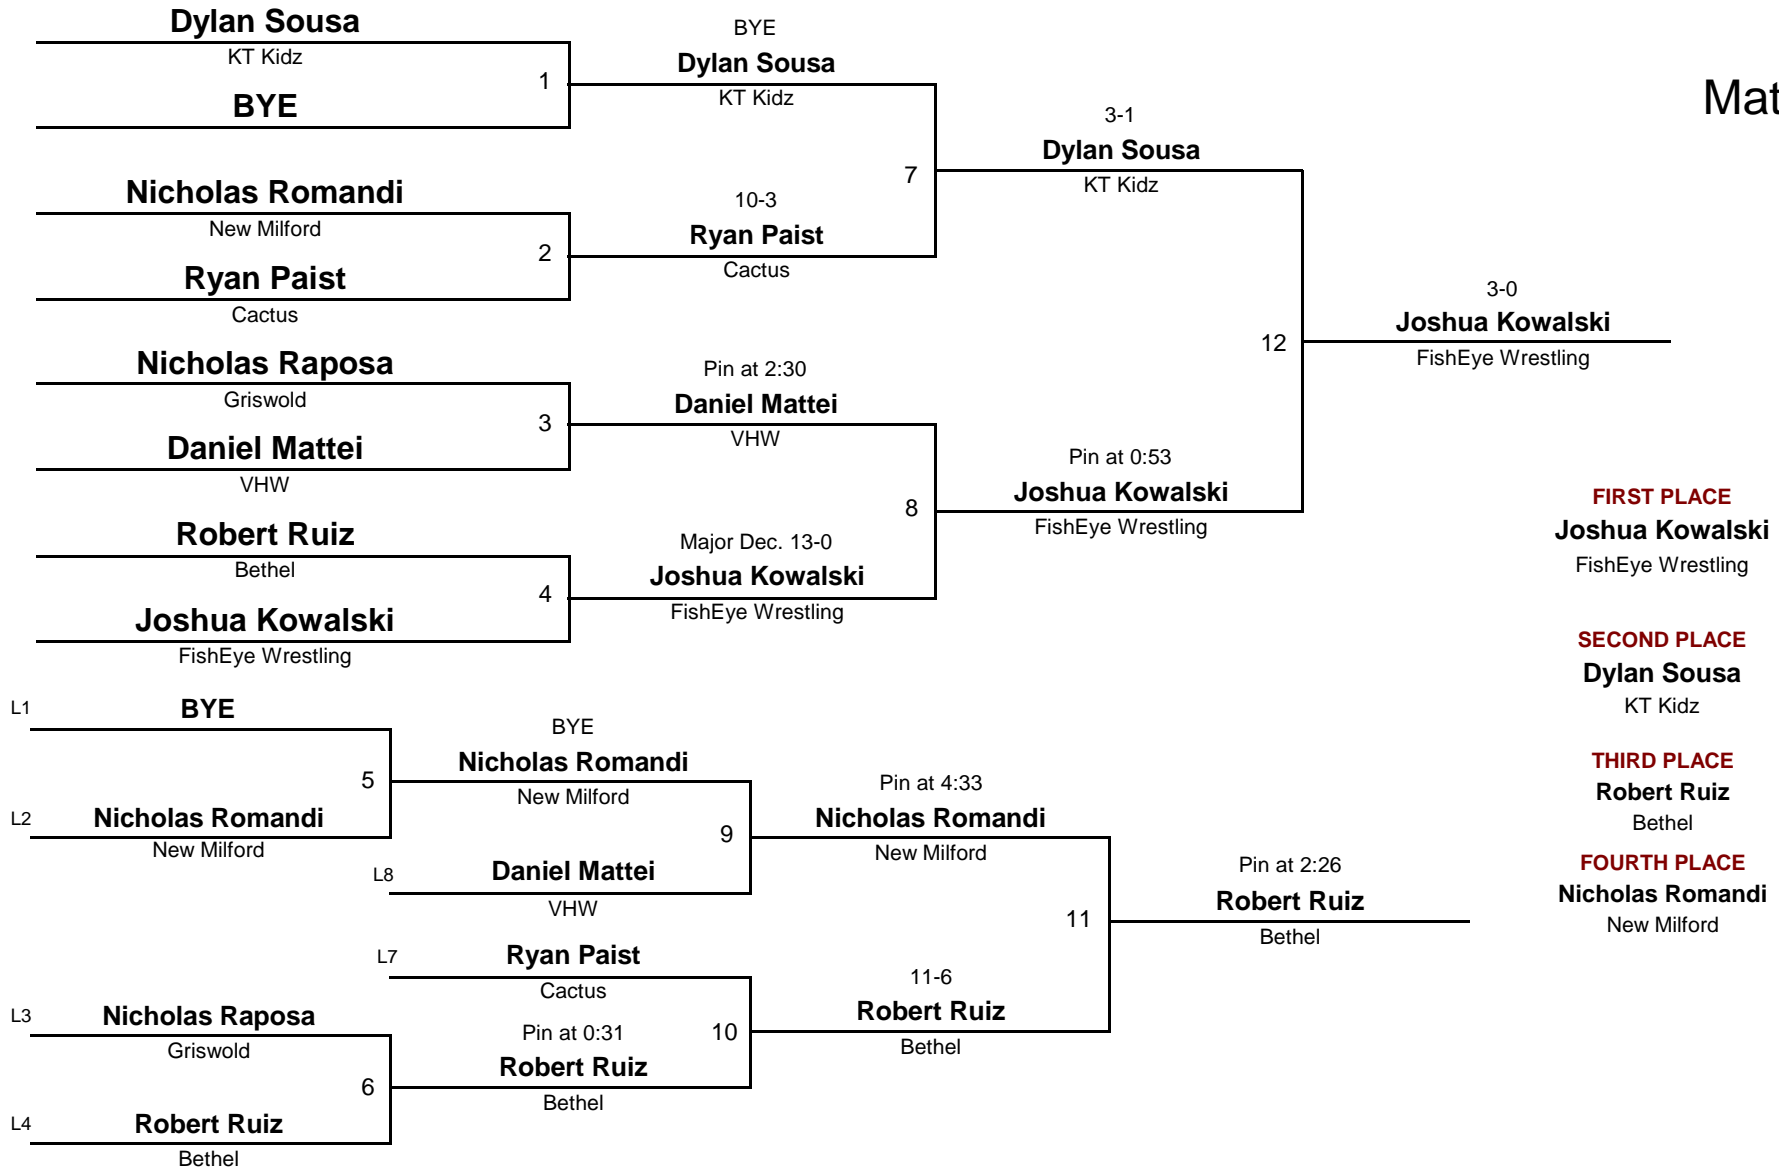 Dylan Sousa
KT Kidz
1
BYE
BYE
Dylan Sousa
KT Kidz
Nicholas Romandi
New Milford
2
Ryan Paist
Cactus
10-3
Ryan Paist
Cactus
7
3-1
Dylan Sousa
KT Kidz
Mat
Nicholas Raposa
Griswold
3
Daniel Mattei
VHW
Pin at 2:30
Daniel Mattei
VHW
Robert Ruiz
Bethel
4
Joshua Kowalski
FishEye Wrestling
Major Dec. 13-0
Joshua Kowalski
FishEye Wrestling
8
Pin at 0:53
Joshua Kowalski
FishEye Wrestling
12
3-0
Joshua Kowalski
FishEye Wrestling
FIRST PLACE
Joshua Kowalski
FishEye Wrestling
SECOND PLACE
Dylan Sousa
KT Kidz
THIRD PLACE
Robert Ruiz
Bethel
FOURTH PLACE
Nicholas Romandi
New Milford
L1
BYE
5
L2
Nicholas Romandi
New Milford
BYE
Nicholas Romandi
New Milford
9
L8
Daniel Mattei
VHW
Pin at 4:33
Nicholas Romandi
New Milford
L7
Ryan Paist
Cactus
10
L3
Nicholas Raposa
Griswold
6
L4
Robert Ruiz
Bethel
Pin at 0:31
Robert Ruiz
Bethel
11-6
Robert Ruiz
Bethel
11
Pin at 2:26
Robert Ruiz
Bethel